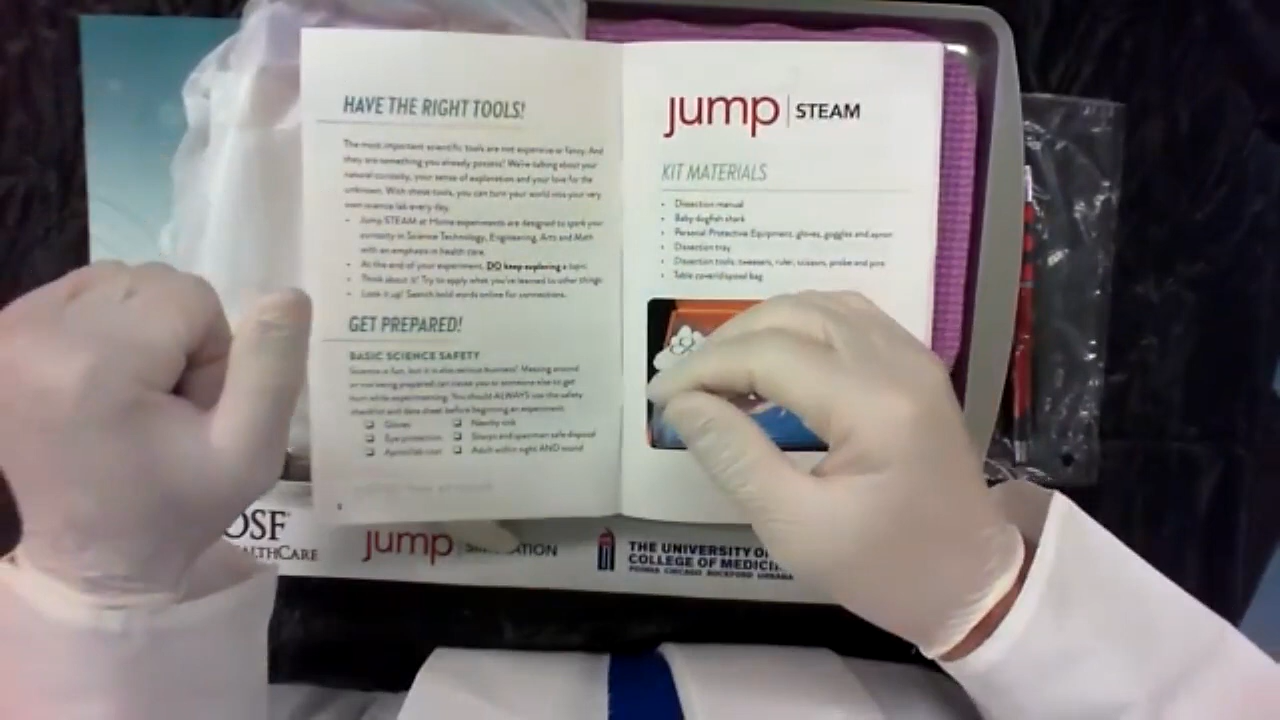 HAVE THE RIGHT TOOLS!
The most important scientific tools are not expensive or fancy. And
they are something you already possess! We're talking about your
natural curiosity, your sense of exploration and your love for the
unknown. With these tools, you can turn your world into your very
own science lab every day.
• Jump STEAM at Home experiments are designed to spark your
curiosity in Science Technology, Engineering, Arts and Math
with an emphasis in health care.
• At the end of your experiment, DO keep exploring a topic.
• Think about it! Try to apply what you've learned to other things.
• Look it up! Search bold words online for connections.
GET PREPARED!
BASIC SCIENCE SAFETY
Science is fun, but it is also serious business! Messing around
or not being prepared can cause you or someone else to get
hurt while experimenting. You should ALWAYS use the safety
checklist and data sheet before beginning an experiment.
❑ Gloves ❑ Nearby sink
❑ Eye protection ❑ Sharps and specimen safe disposal
❑ Apron/lab coat ❑ Adult within sight AND sound
jump | STEAM
KIT MATERIALS
• Dissection manual
• Baby dogfish shark
• Personal Protective Equipment, gloves, goggles and apron
• Dissection tray
• Dissection tools, tweezers, ruler, scissors, probe and pins
• Table cover/disposal bag
OSF
HEALTHCARE
jump
THE UNIVERSITY OF
COLLEGE OF MEDICINE
PEORIA CHICAGO ROCKFORD URBANA